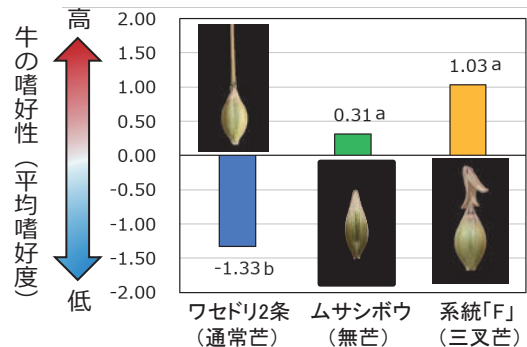 高
牛の嗜好性（平均嗜好度）
低
2.00
1.50
1.00
0.50
0.00
-0.50
-1.00
-1.50
-2.00
-1.33 b
0.31 a
1.03 a
ワセドリ2条
（通常芒）
ムサシボウ
（無芒）
系統「F」
（三叉芒）